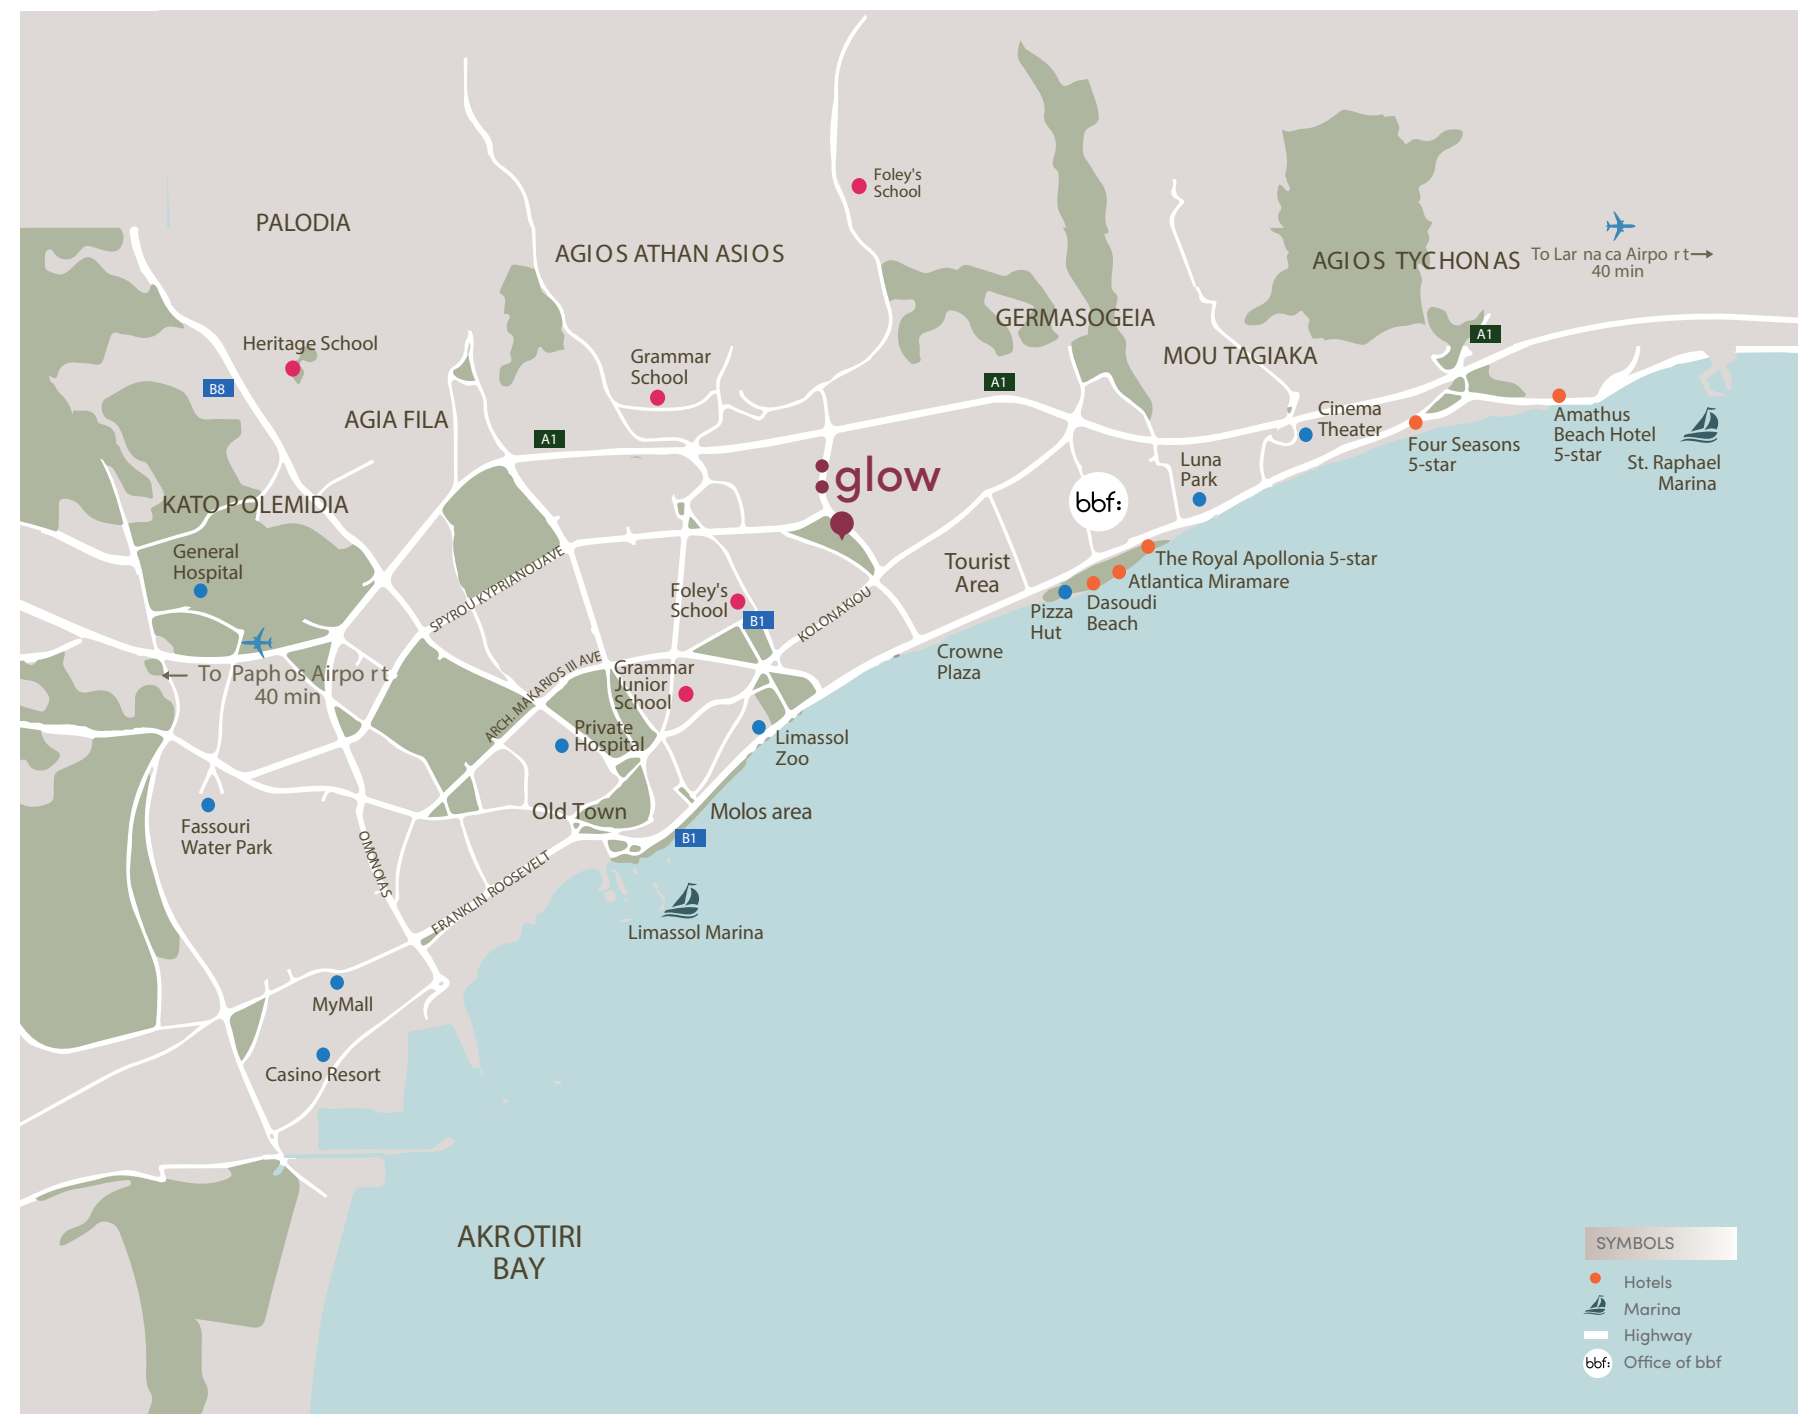 Foley's
School
PALODIA
AGIOS ATHANASIOS
AGIOS TYCHONAS
To Larnaca Airport
40 min
GERMASOGEIA
A1
Heritage School
Grammar
School
MOUTAGIAKA
B8
A1
AGIA FILA
Cinema
Theater
Amathus
Beach Hotel
5-star
A1
Four Seasons
5-star
St. Raphael
Marina
glow
Luna
Park
KATO POLEMIDIA
bbf:
General
Hospital
SPYROU KYPRIANOU AVE
Tourist
Area
The Royal Apollonia 5-star
Atlantica Miramare
Foley's
School
B1
KOLONAKIOU
Pizza
Hut
Dasoudi
Beach
To Paphos Airport
40 min
ARCH. MAKARIOS III AVE
Grammar
Junior
School
Crowne
Plaza
Private
Hospital
Limassol
Zoo
Fassouri
Water Park
Old Town
Molos area
B1
OMONOIAS
FRANKLIN ROOSEVELT
Limassol Marina
MyMall
Casino Resort
AKROTIRI
BAY
SYMBOLS
Hotels
Marina
Highway
bbf: Office of bbf